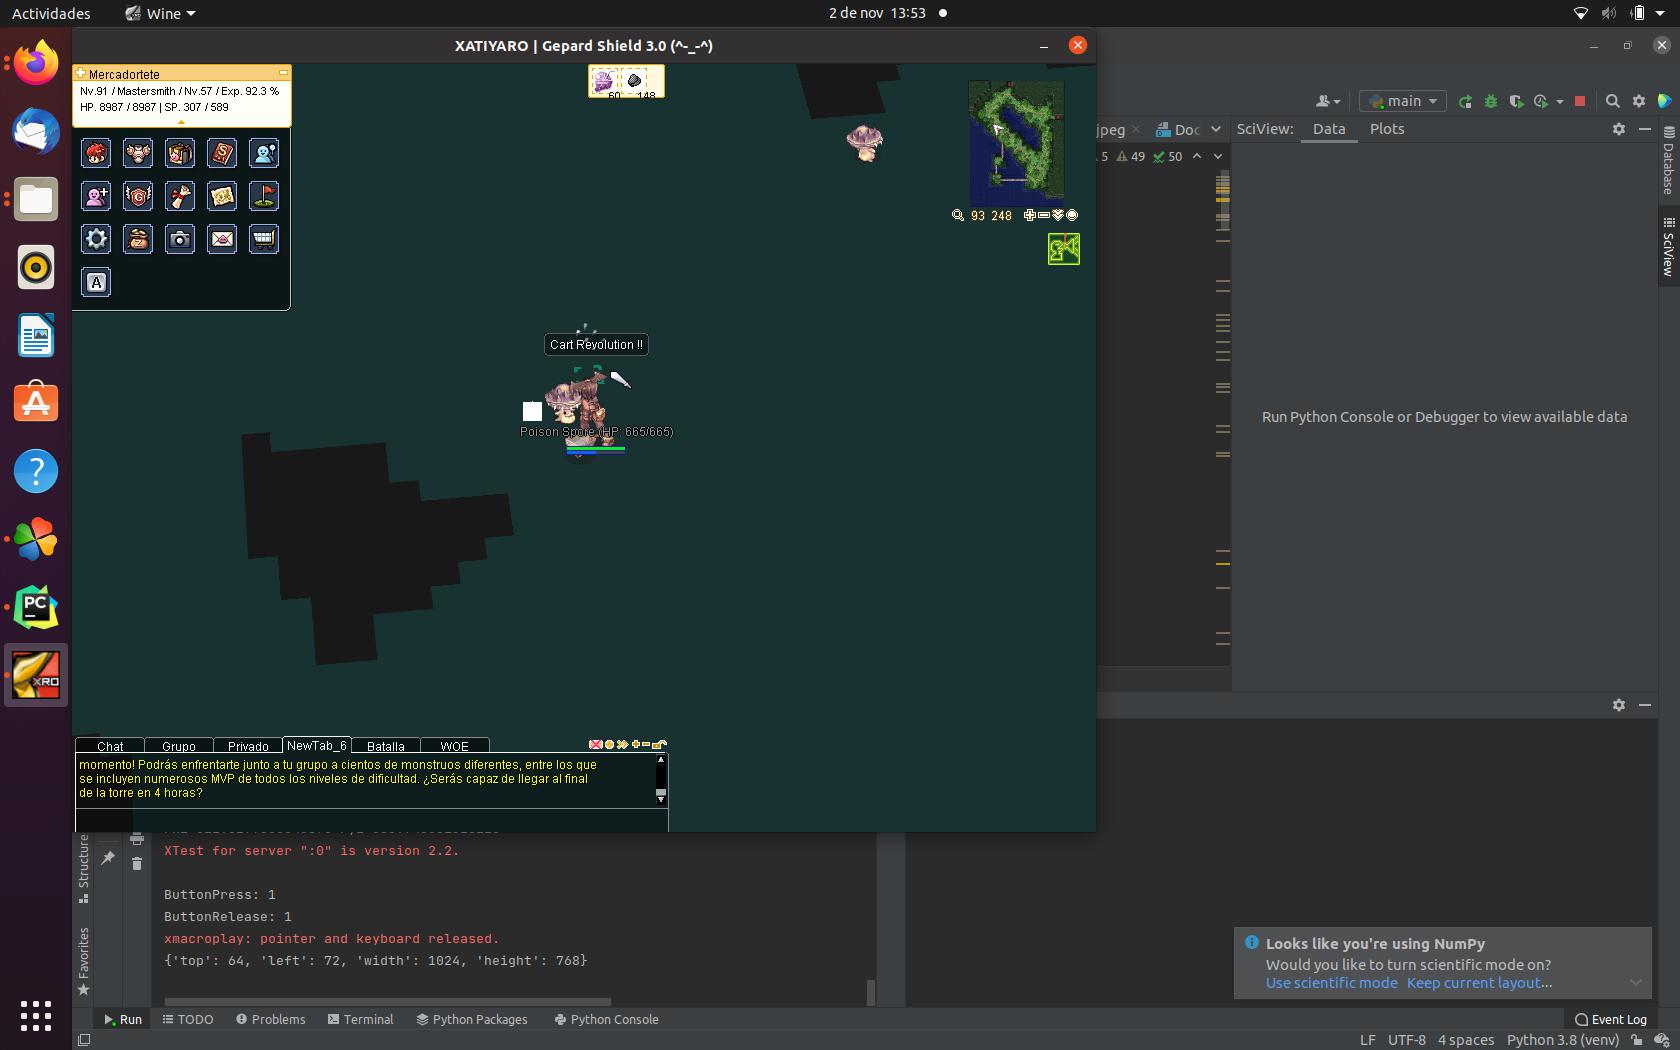 Actividades
Wine
2 de nov 13:53
XATIYARO | Gepard Shield 3.0 (^-_-^)
Mercadortete
Nv.91 / Mastersmith / Nv.57 / Exp. 92.3 %
HP. 8987 / 8987 | SP. 307 / 589
60 148
93 248
A
Cart Revolution !!
Poison Spore (HP: 665/665)
Chat Grupo Privado NewTab_6 Batalla WOE
momento! Podrás enfrentarte junto a tu grupo a cientos de monstruos diferentes, entre los que
se incluyen numerosos MVP de todos los niveles de dificultad. ¿Serás capaz de llegar al final
de la torre en 4 horas?
main
jpeg
Doc
5 49 50
SciView: Data Plots
Database
SciView
Run Python Console or Debugger to view available data
PC
XRO
Structure
Favorites
XTest for server ":0" is version 2.2.
ButtonPress: 1
ButtonRelease: 1
xmacroplay: pointer and keyboard released.
{'top': 64, 'left': 72, 'width': 1024, 'height': 768}
Looks like you're using NumPy
Would you like to turn scientific mode on?
Use scientific mode Keep current layout...
Run TODO Problems Terminal Python Packages Python Console
Event Log
LF UTF-8 4 spaces Python 3.8 (venv)